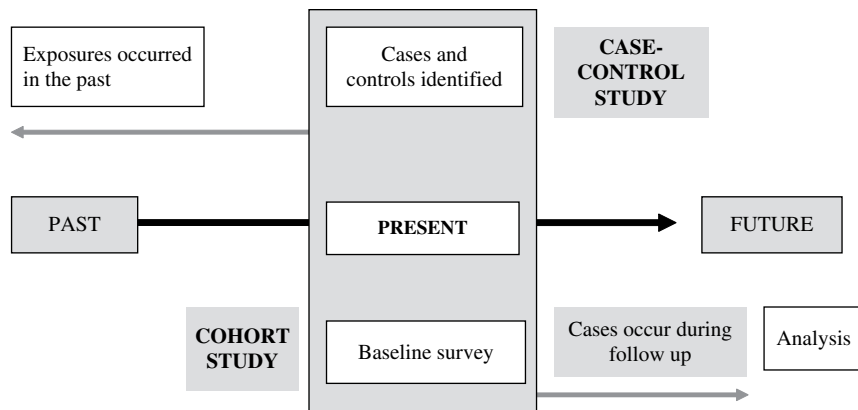 Exposures occurred
in the past
Cases and
controls identified
CASE-
CONTROL
STUDY
PAST
PRESENT
FUTURE
COHORT
STUDY
Baseline survey
Cases occur during
follow up
Analysis